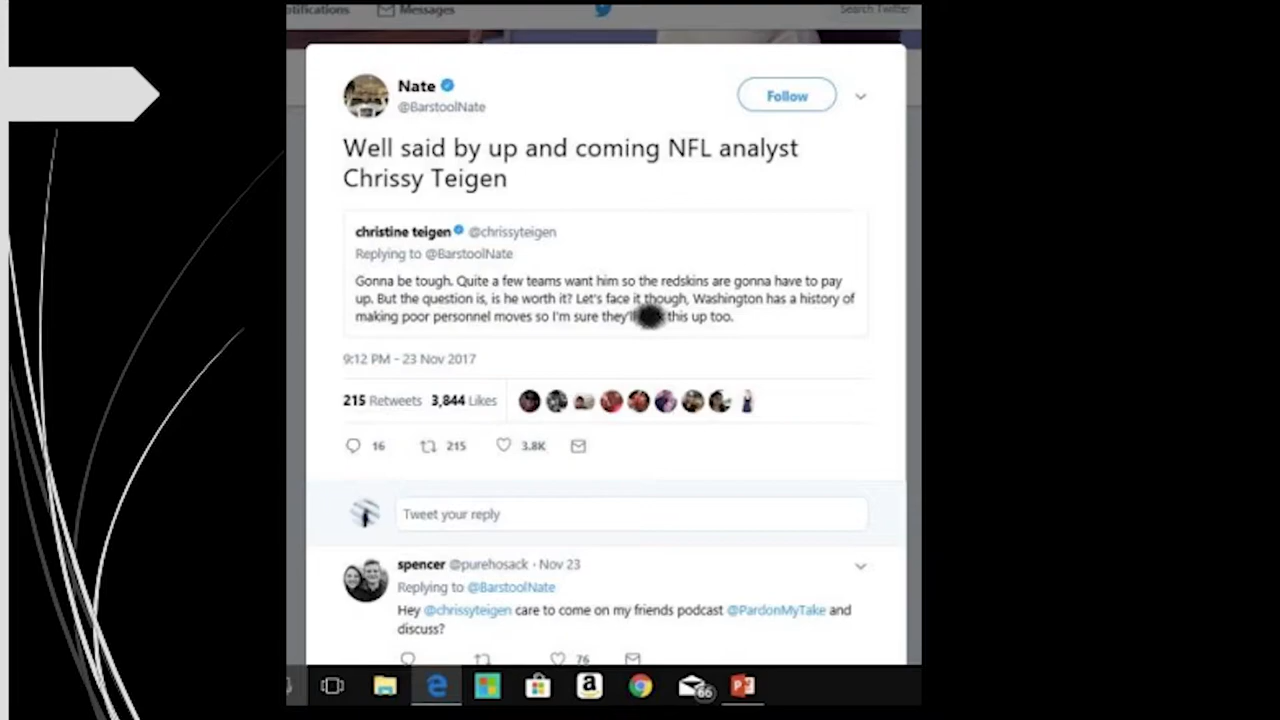 otifications Messages Search Twitter
Nate @BarstoolNate Follow
Well said by up and coming NFL analyst
Chrissy Teigen
christine teigen @chrissyteigen
Replying to @BarstoolNate
Gonna be tough. Quite a few teams want him so the redskins are gonna have to pay
up. But the question is, is he worth it? Let's face it though, Washington has a history of
making poor personnel moves so I'm sure they'll this up too.
9:12 PM - 23 Nov 2017
215 Retweets 3,844 Likes
16 215 3.8K
Tweet your reply
spencer @purehosack · Nov 23
Replying to @BarstoolNate
Hey @chrissyteigen care to come on my friends podcast @PardonMyTake and
discuss?
76
a 66 P